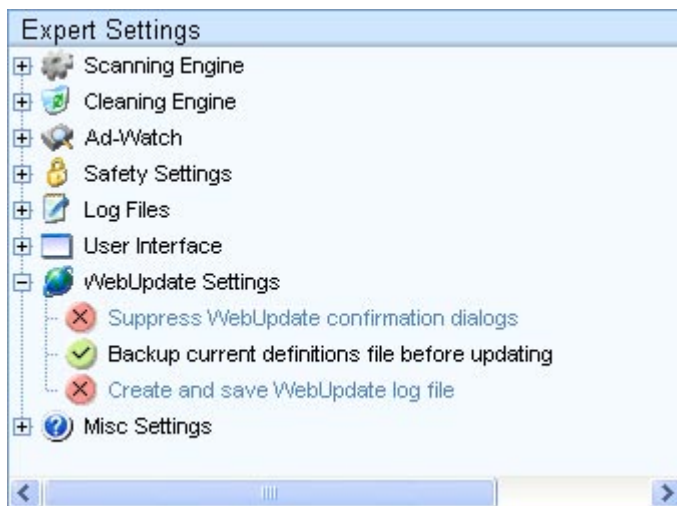 Expert Settings
Scanning Engine
Cleaning Engine
Ad-Watch
Safety Settings
Log Files
User Interface
WebUpdate Settings
Suppress WebUpdate confirmation dialogs
Backup current definitions file before updating
Create and save WebUpdate log file
Misc Settings